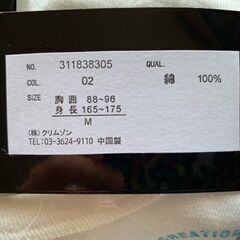 NO. 311838305 QUAL.
COL. 02 綿 100%
SIZE 胸囲 88~96
身長 165~175
M
(株) クリムゾン
TEL:03-3624-9110 中国製
CREATION